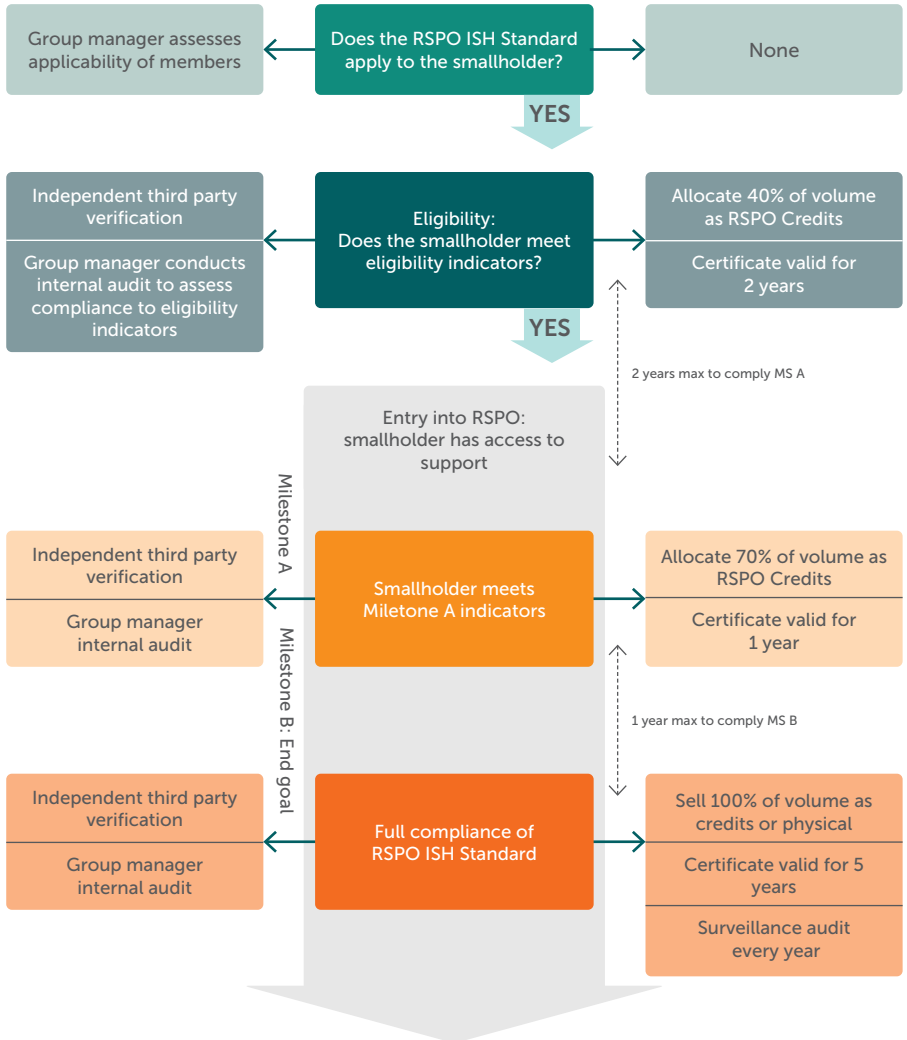 Group manager assesses
applicability of members
Does the RSPO ISH Standard
apply to the smallholder?
None
YES
Independent third party
verification
Group manager conducts
internal audit to assess
compliance to eligibility
indicators
Eligibility:
Does the smallholder meet
eligibility indicators?
Allocate 40% of volume
as RSPO Credits
Certificate valid for
2 years
YES
2 years max to comply MS A
Entry into RSPO:
smallholder has access to
support
Milestone A
Independent third party
verification
Group manager
internal audit
Smallholder meets
Miletone A indicators
Allocate 70% of volume as
RSPO Credits
Certificate valid for
1 year
Milestone B: End goal
1 year max to comply MS B
Independent third party
verification
Group manager
internal audit
Full compliance of
RSPO ISH Standard
Sell 100% of volume as
credits or physical
Certificate valid for 5
years
Surveillance audit
every year